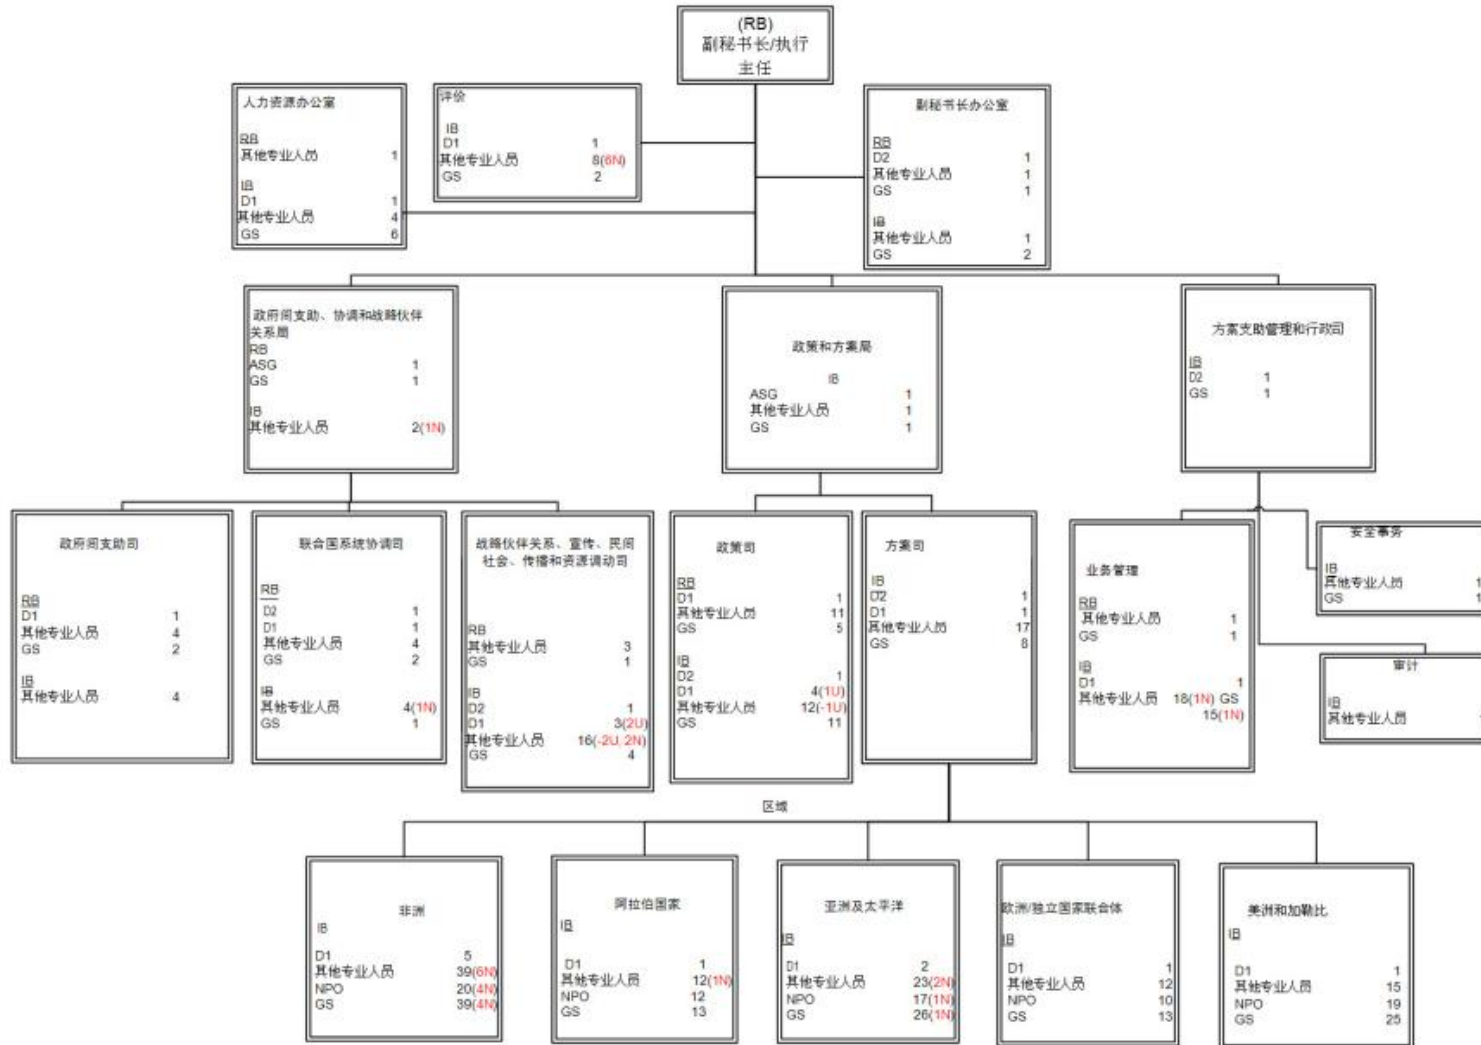 (RB)
副秘书长/执行
主任
人力资源办公室
RB
其他专业人员 1
IB
D1 1
其他专业人员 4
GS 6
评价
IB
D1 1
其他专业人员 8(6N)
GS 2
副秘书长办公室
RB
D2 1
其他专业人员 1
GS 1
IB
其他专业人员 1
GS 2
政府间支助、协调和战略伙伴
关系局
RB
ASG 1
GS 1
IB
其他专业人员 2(1N)
政策和方案局
IB
ASG 1
其他专业人员 1
GS 1
方案支助管理和行政司
IB
D2 1
GS 1
政府间支助司
RB
D1 1
其他专业人员 4
GS 2
IB
其他专业人员 4
联合国系统协调司
RB
D2 1
D1 1
其他专业人员 4
GS 2
IB
其他专业人员 4(1N)
GS 1
战略伙伴关系、宣传、民间
社会、传播和资源调动司
RB
其他专业人员 3
GS 1
IB
D2 1
D1 3(2U)
其他专业人员 16(-2U, 2N)
GS 4
政策司
RB
D1 1
其他专业人员 11
GS 5
IB
D2 1
D1 4(1U)
其他专业人员 12(-1U)
GS 11
方案司
IB
D2 1
D1 1
其他专业人员 17
GS 8
业务管理
RB
其他专业人员 1
GS 1
IB
D1 1
其他专业人员 18(1N) GS
15(1N)
安全事务
IB
其他专业人员 1
GS 1
审计
IB
其他专业人员
区域
非洲
IB
D1 5
其他专业人员 39(6N)
NPO 20(4N)
GS 39(4N)
阿拉伯国家
IB
D1 1
其他专业人员 12(1N)
NPO 12
GS 13
亚洲及太平洋
IB
D1 2
其他专业人员 23(2N)
NPO 17(1N)
GS 26(1N)
欧洲/独立国家联合体
IB
D1 1
其他专业人员 12
NPO 10
GS 13
美洲和加勒比
IB
D1 1
其他专业人员 15
NPO 19
GS 25